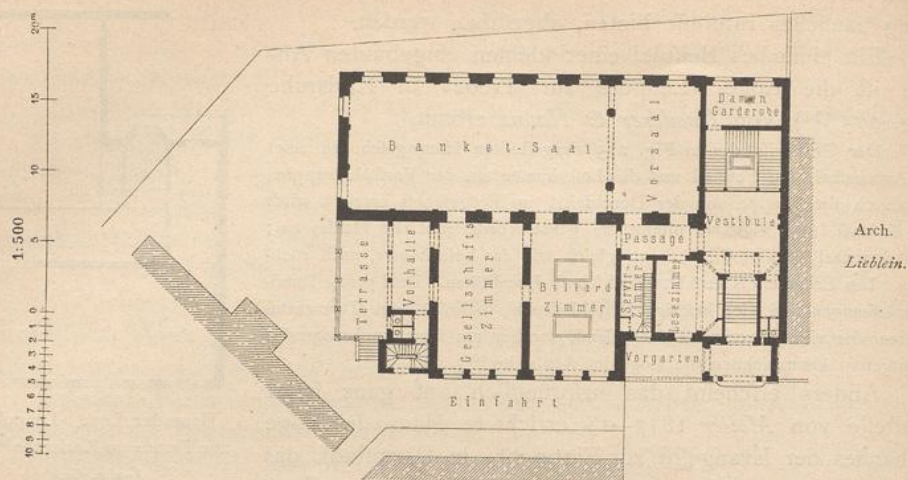 20m
15
10
5
0
1
2
3
4
5
6
7
8
9
10
1:500
Banket-Saal
Vorsaal
Damen
Garderobe
Vestibule
Passage
Terrasse
Vorhalle
Gesellschafts
Zimmer
Billard
Zimmer
Servir-
Zimmer
Lesezimmer
Vorgarten
Einfahrt
Arch.
Lieblein.